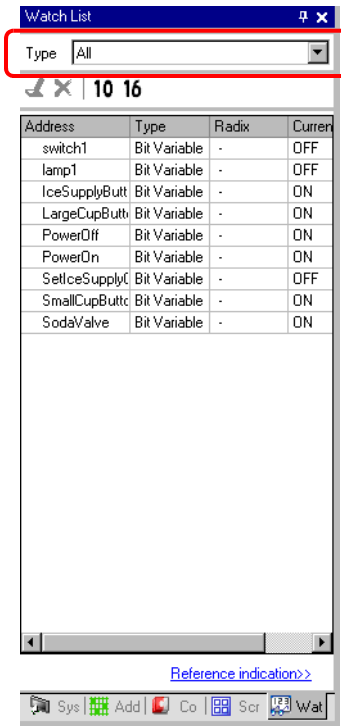 Watch List
Type All
10 16
Address Type Radix Curren
switch1 Bit Variable - OFF
lamp1 Bit Variable - OFF
IceSupplyButt Bit Variable - ON
LargeCupButt Bit Variable - ON
PowerOff Bit Variable - ON
PowerOn Bit Variable - ON
SetIceSupply Bit Variable - OFF
SmallCupButto Bit Variable - ON
SodaValve Bit Variable - ON
Reference indication>>
Sys Add Co Scr Wat